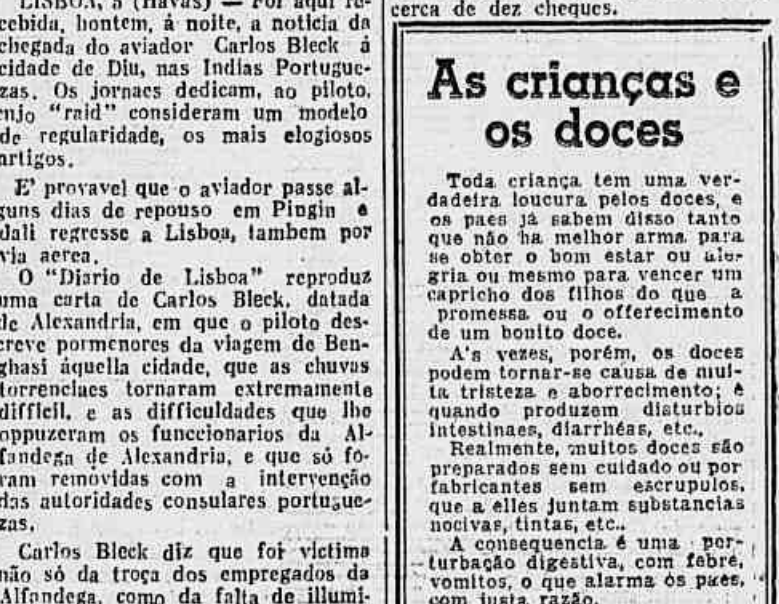 LISBOA, 5 (Havas) — Foi aqui re-
cebida, hontem, á noite, a noticia da
chegada do aviador Carlos Bleck á
cidade de Diu, nas Indias Portugue-
zas. Os jornaes dedicam, ao piloto,
cujo "raid" consideram um modelo
de regularidade, os mais elogiosos
artigos.
E' provavel que o aviador passe al-
guns dias de repouso em Pingin e
dali regresse a Lisboa, tambem por
via aerea.
O "Diario de Lisboa" reproduz
uma carta de Carlos Bleck, datada
de Alexandria, em que o piloto des-
creve pormenores da viagem de Ben-
ghasi áquella cidade, que as chuvas
torrenciaes tornaram extremamente
difficil, e as difficuldades que lhe
oppuzeram os funccionarios da Al-
fandega de Alexandria, e que só fo-
ram removidas com a intervenção
das autoridades consulares portugue-
zas.
Carlos Bleck diz que foi victima
não só da troça dos empregados da
Alfandega, como da falta de illumi-
cerca de dez cheques.
As crianças e
os doces
Toda criança tem uma ver-
dadeira loucura pelos doces, e
os paes já sabem disso tanto
que não ha melhor arma para
se obter o bom estar ou ale-
gria ou mesmo para vencer um
capricho dos filhos do que a
promessa ou o offerecimento
de um bonito doce.
A's vezes, porém, os doces
podem tornar-se causa de mui-
ta tristeza e aborrecimento; é
quando produzem disturbios
intestinaes, diarrhéas, etc..
Realmente, muitos doces são
preparados sem cuidado ou por
fabricantes sem escrupulos,
que a elles juntam substancias
nocivas, tintas, etc..
A consequencia é uma per-
turbação digestiva, com febre,
vomitos, o que alarma os paes,
com justa razão.